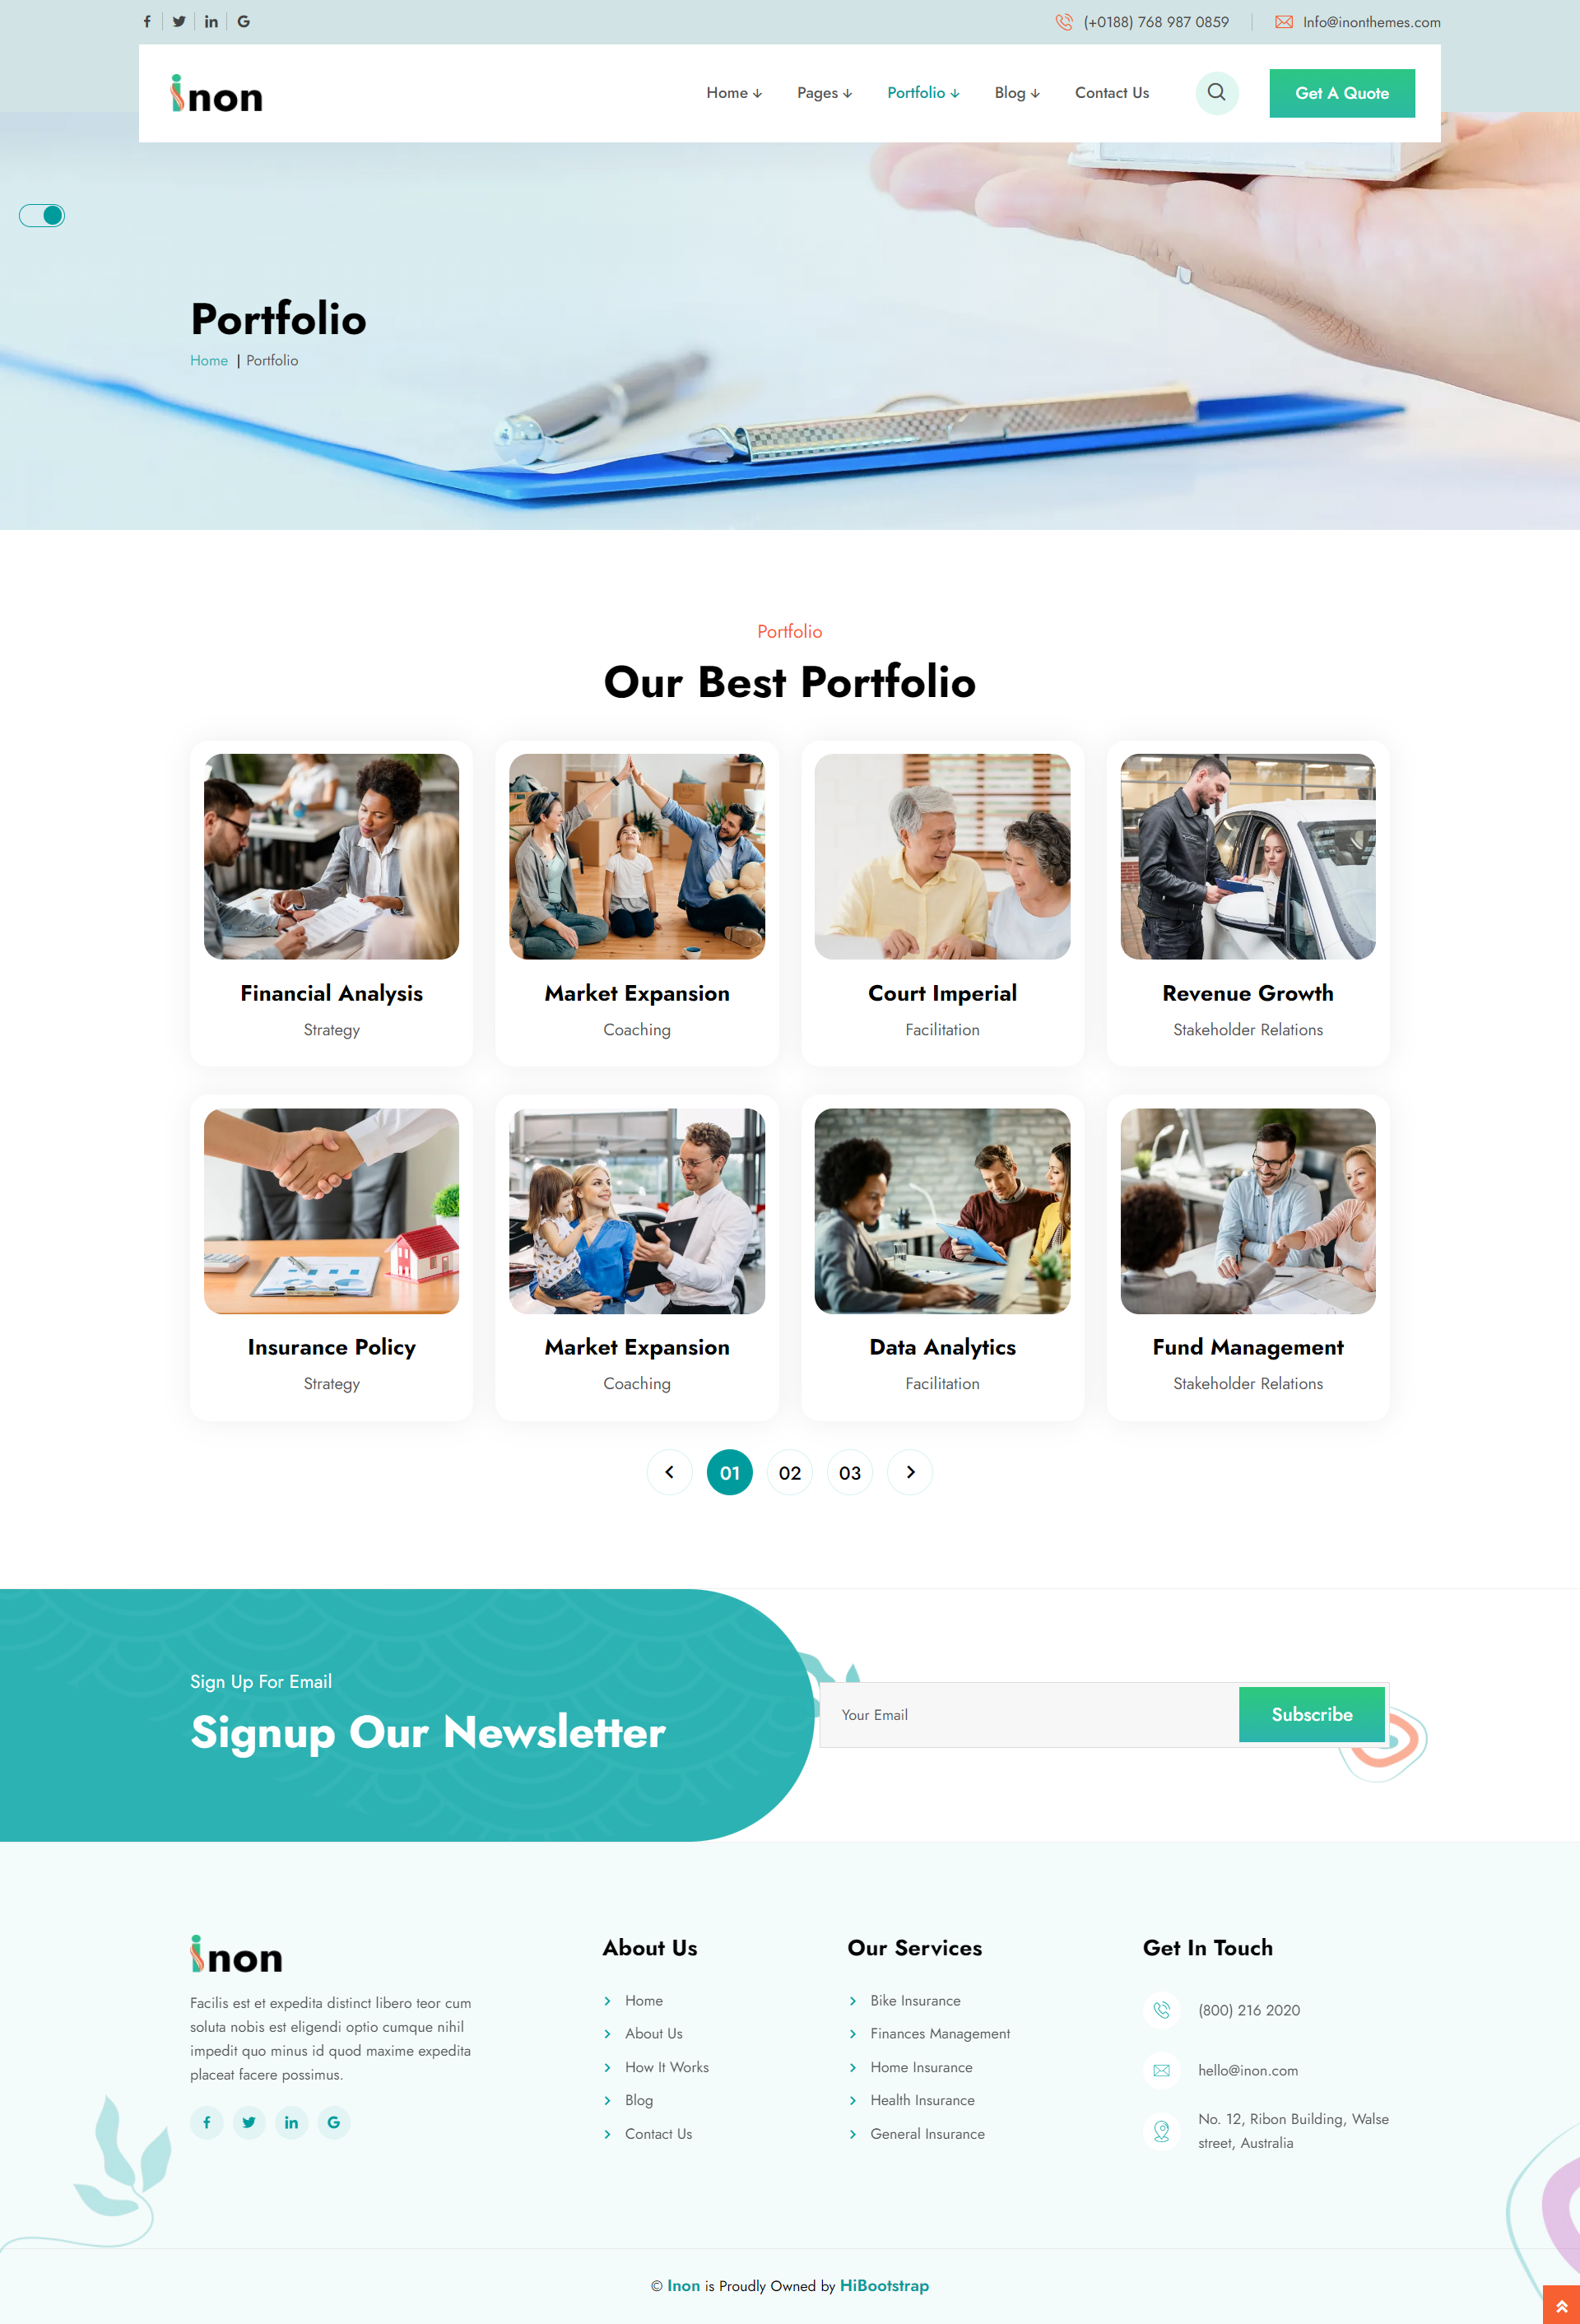 (+0188) 768 987 0859
Info@inonthemes.com
inon
Home
Pages
Portfolio
Blog
Contact Us
Get A Quote
Portfolio
Home | Portfolio
Portfolio
Our Best Portfolio
Financial Analysis
Strategy
Market Expansion
Coaching
Court Imperial
Facilitation
Revenue Growth
Stakeholder Relations
Insurance Policy
Strategy
Market Expansion
Coaching
Data Analytics
Facilitation
Fund Management
Stakeholder Relations
01 02 03
Sign Up For Email
Signup Our Newsletter
Your Email
Subscribe
inon
Facilis est et expedita distinct libero teor cum
soluta nobis est eligendi optio cumque nihil
impedit quo minus id quod maxime expedita
placeat facere possimus.
About Us
Home
About Us
How It Works
Blog
Contact Us
Our Services
Bike Insurance
Finances Management
Home Insurance
Health Insurance
General Insurance
Get In Touch
(800) 216 2020
hello@inon.com
No. 12, Ribon Building, Walse
street, Australia
© Inon is Proudly Owned by HiBootstrap